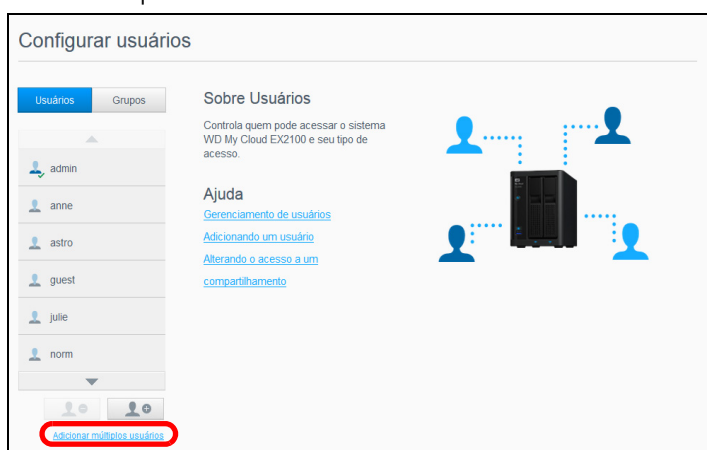 Configurar usuários
Usuários
Grupos
admin
anne
astro
guest
julie
norm
Adicionar múltiplos usuários
Sobre Usuários
Controla quem pode acessar o sistema
WD My Cloud EX2100 e seu tipo de
acesso.
Ajuda
Gerenciamento de usuários
Adicionando um usuário
Alterando o acesso a um
compartilhamento